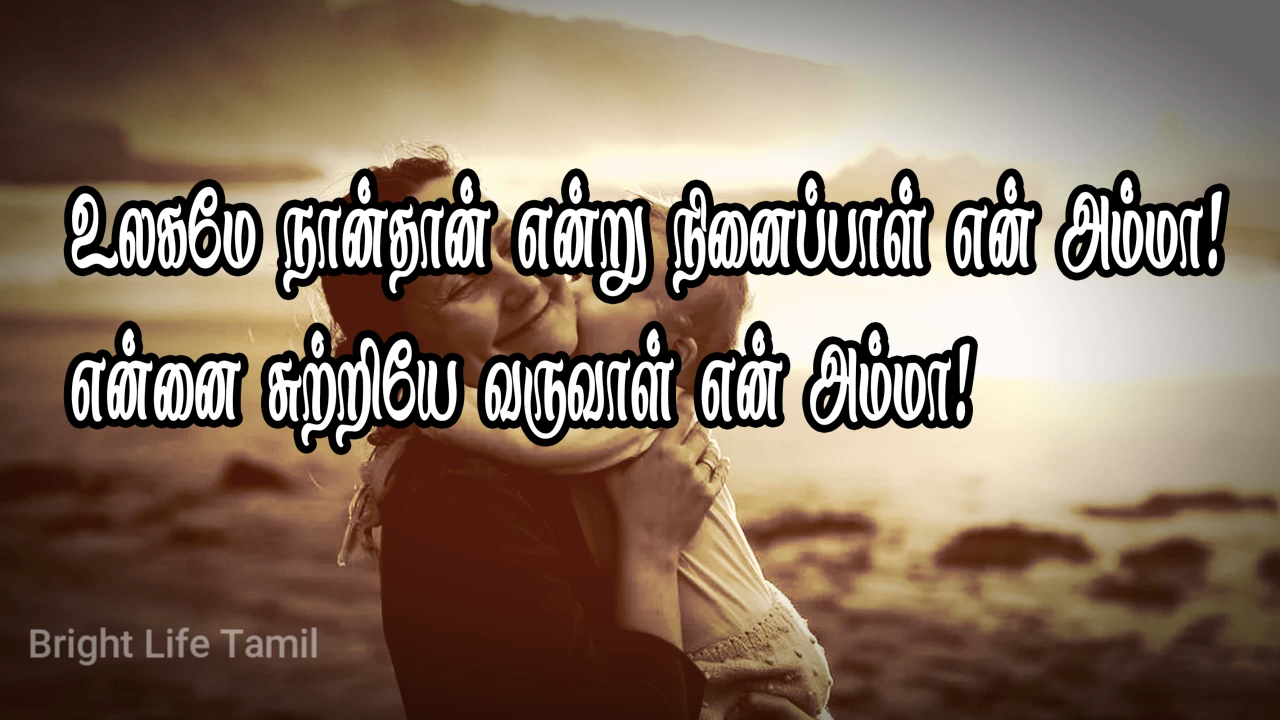 உலகமே நான்தான் என்று நினைப்பாள் என் அம்மா!
என்னை சுற்றியே வருவாள் என் அம்மா!
Bright Life Tamil